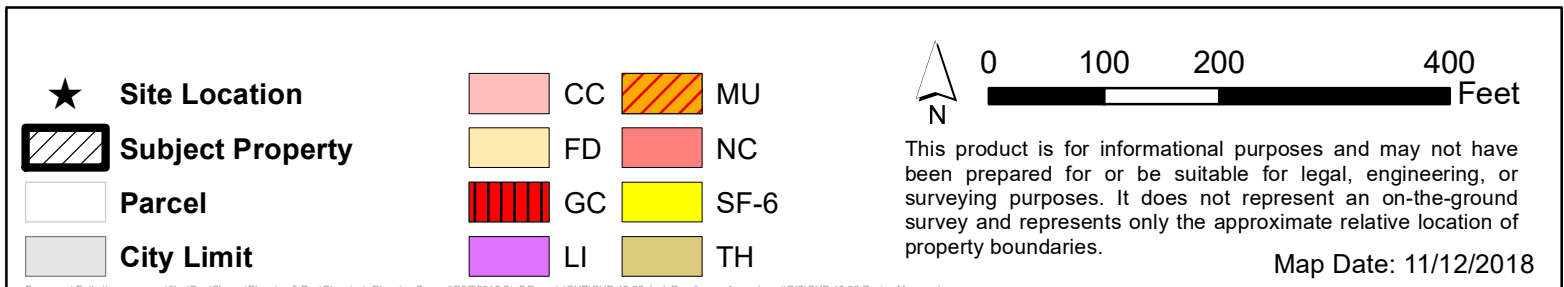 Site Location
Subject Property
Parcel
City Limit
CC
FD
GC
LI
MU
NC
SF-6
TH
N
0 100 200 400
Feet
This product is for informational purposes and may not have
been prepared for or be suitable for legal, engineering, or
surveying purposes. It does not represent an on-the-ground
survey and represents only the approximate relative location of
property boundaries.
Map Date: 11/12/2018